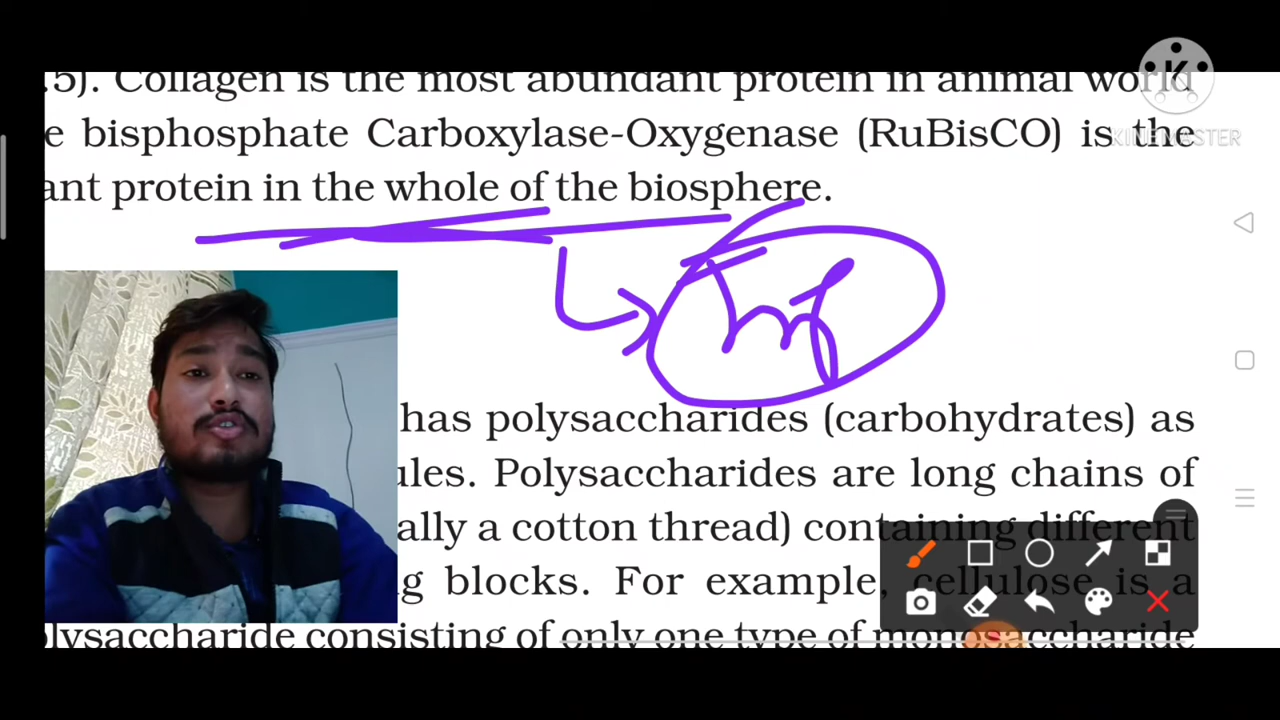 .5). Collagen is the most abundant protein in animal world
e bisphosphate Carboxylase-Oxygenase (RuBisCO) is the
ant protein in the whole of the biosphere.
has polysaccharides (carbohydrates) as
ules. Polysaccharides are long chains of
ally a cotton thread) containing different
g blocks. For example, cellulose is a
olysaccharide consisting of only one type of monosaccharide
K
KINEMASTER